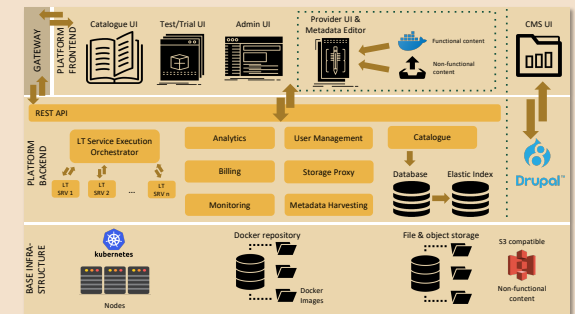 GATEWAY
PLATFORM
FRONTEND
Catalogue UI
Test/Trial UI
Admin UI
Provider UI &
Metadata Editor
Functional content
Non-functional
content
CMS UI
REST API
PLATFORM
BACKEND
LT Service Execution
Orchestrator
LT
SRV 1
LT
SRV 2
...
LT
SRV n
Analytics
User Management
Catalogue
Billing
Storage Proxy
Monitoring
Metadata Harvesting
Database
Elastic Index
Drupal™
BASE INFRA-
STRUCTURE
kubernetes
Nodes
Docker repository
Docker
Images
File & object storage
S3 compatible
Non-functional
content